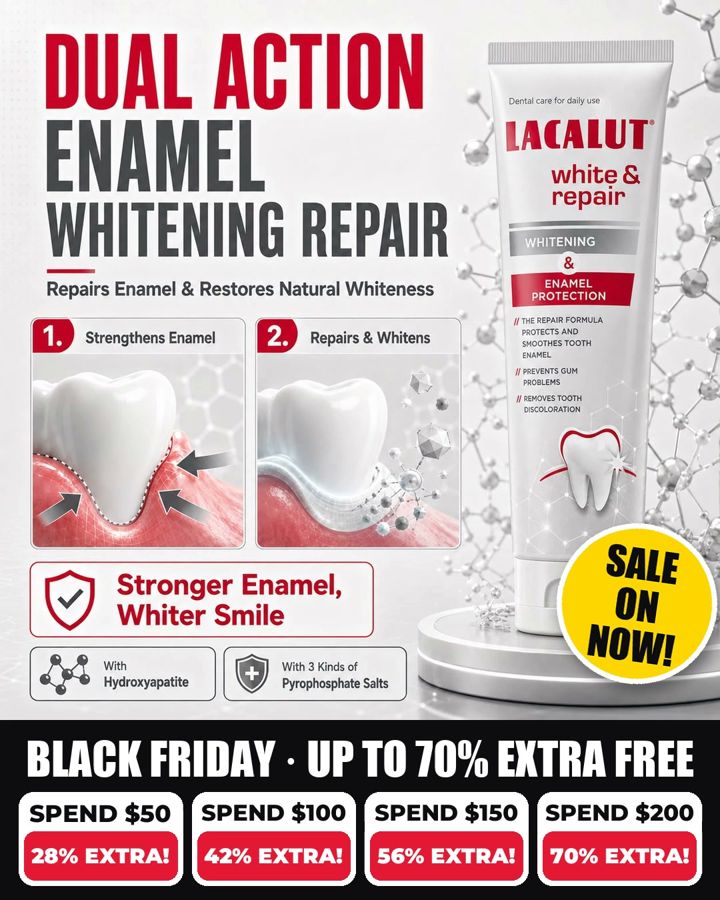 DUAL ACTION
ENAMEL
WHITENING REPAIR
Repairs Enamel & Restores Natural Whiteness
1. Strengthens Enamel
2. Repairs & Whitens
Stronger Enamel,
Whiter Smile
With
Hydroxyapatite
With 3 Kinds of
Pyrophosphate Salts
Dental care for daily use
LACALUT®
white &
repair
WHITENING
&
ENAMEL
PROTECTION
// THE REPAIR FORMULA
PROTECTS AND
SMOOTHES TOOTH
ENAMEL
// PREVENTS GUM
PROBLEMS
// REMOVES TOOTH
DISCOLORATION
SALE
ON
NOW!
BLACK FRIDAY · UP TO 70% EXTRA FREE
SPEND $50
28% EXTRA!
SPEND $100
42% EXTRA!
SPEND $150
56% EXTRA!
SPEND $200
70% EXTRA!